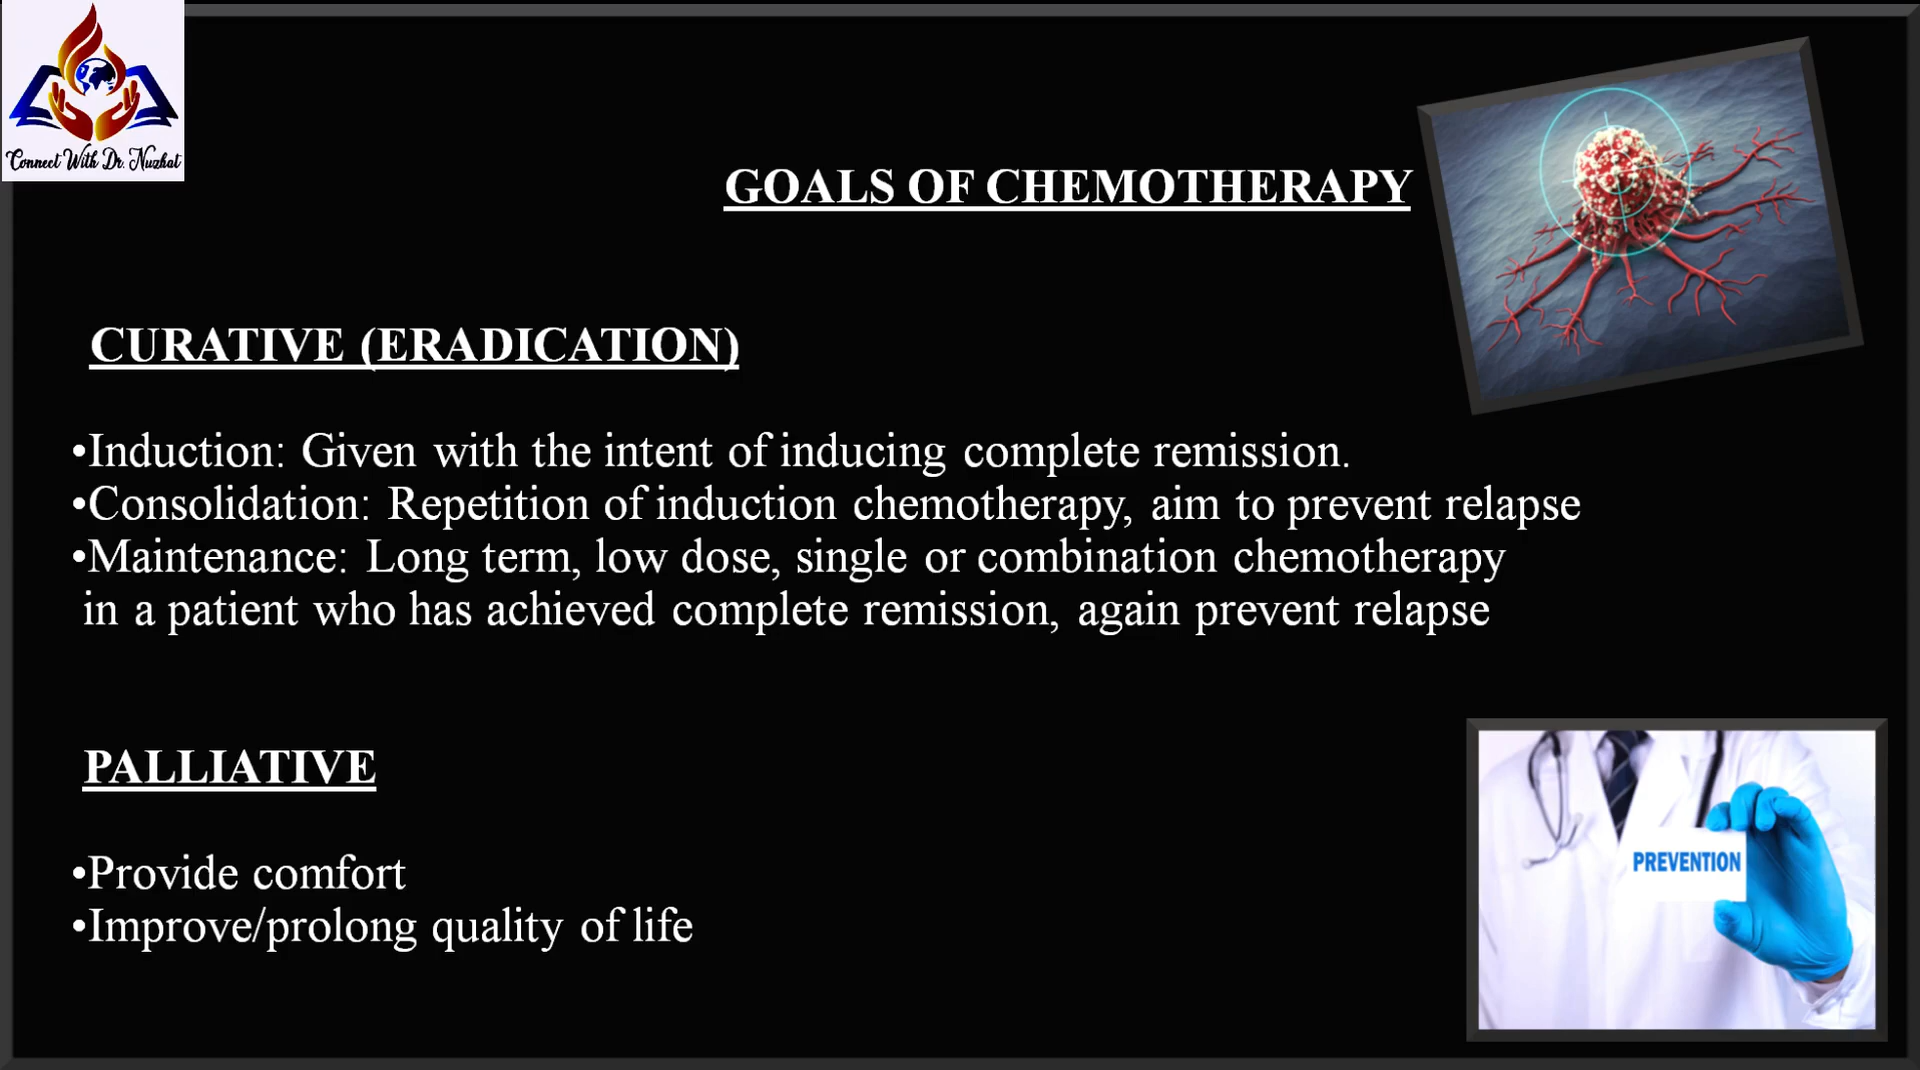 Connect With Dr. Nuzhat
GOALS OF CHEMOTHERAPY
CURATIVE (ERADICATION)
•Induction: Given with the intent of inducing complete remission.
•Consolidation: Repetition of induction chemotherapy, aim to prevent relapse
•Maintenance: Long term, low dose, single or combination chemotherapy
in a patient who has achieved complete remission, again prevent relapse
PALLIATIVE
•Provide comfort
•Improve/prolong quality of life
PREVENTION